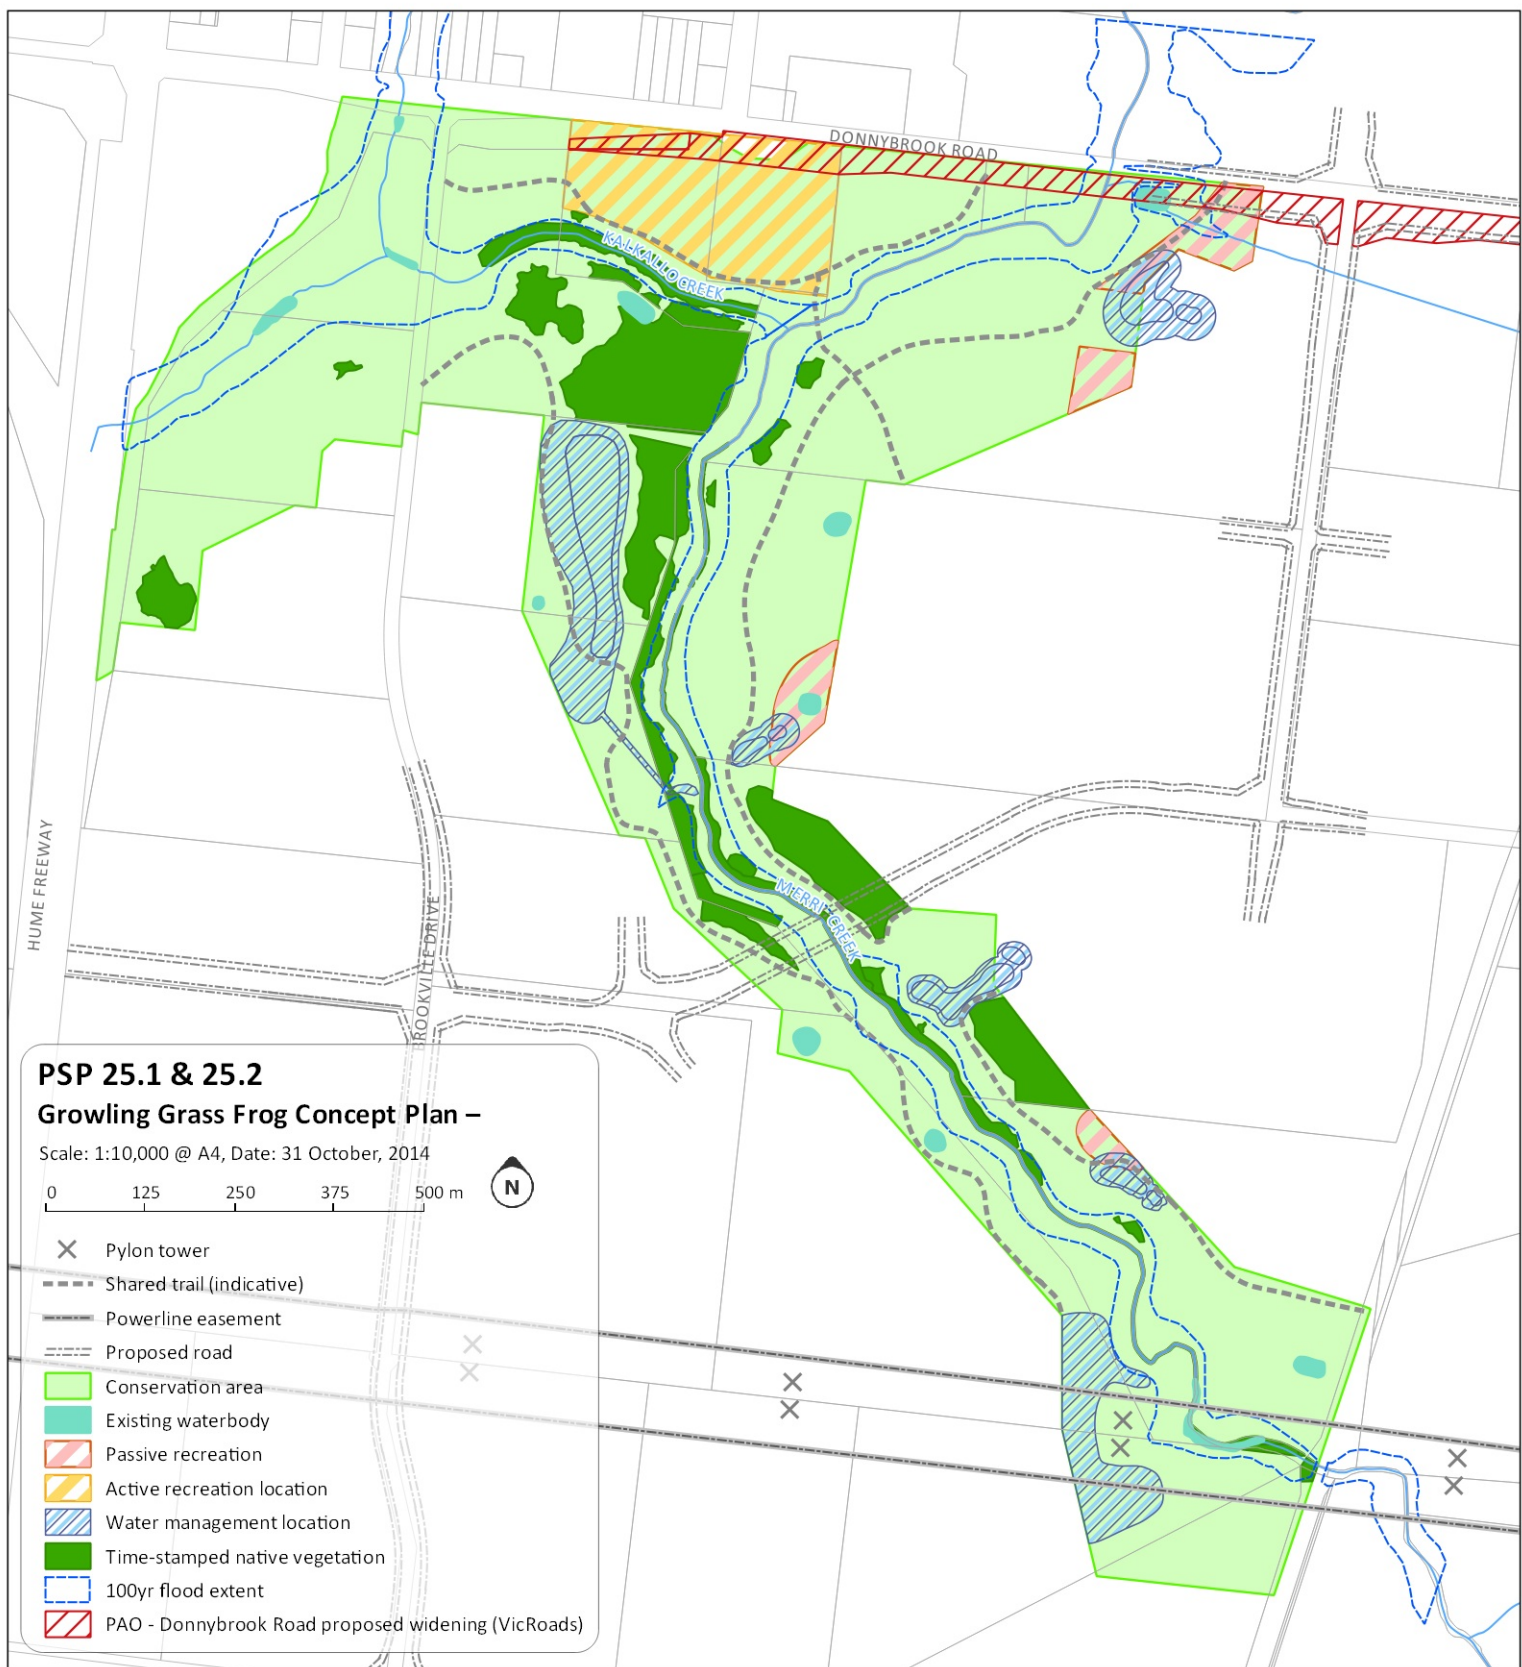 DONNYBROOK ROAD
KALKALLO CREEK
MERRI CREEK
HUME FREEWAY
BROOKVILLE DRIVE
PSP 25.1 & 25.2
Growling Grass Frog Concept Plan –
Scale: 1:10,000 @ A4, Date: 31 October, 2014
N
0 125 250 375 500 m
Pylon tower
Shared trail (indicative)
Powerline easement
Proposed road
Conservation area
Existing waterbody
Passive recreation
Active recreation location
Water management location
Time-stamped native vegetation
100yr flood extent
PAO - Donnybrook Road proposed widening (VicRoads)